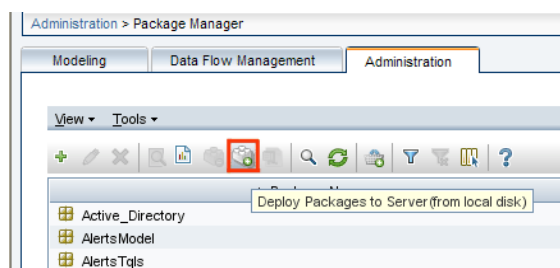 Administration > Package Manager
Modeling Data Flow Management Administration
View Tools
Deploy Packages to Server(from local disk)
Active_Directory
AlertsModel
AlertsTqls